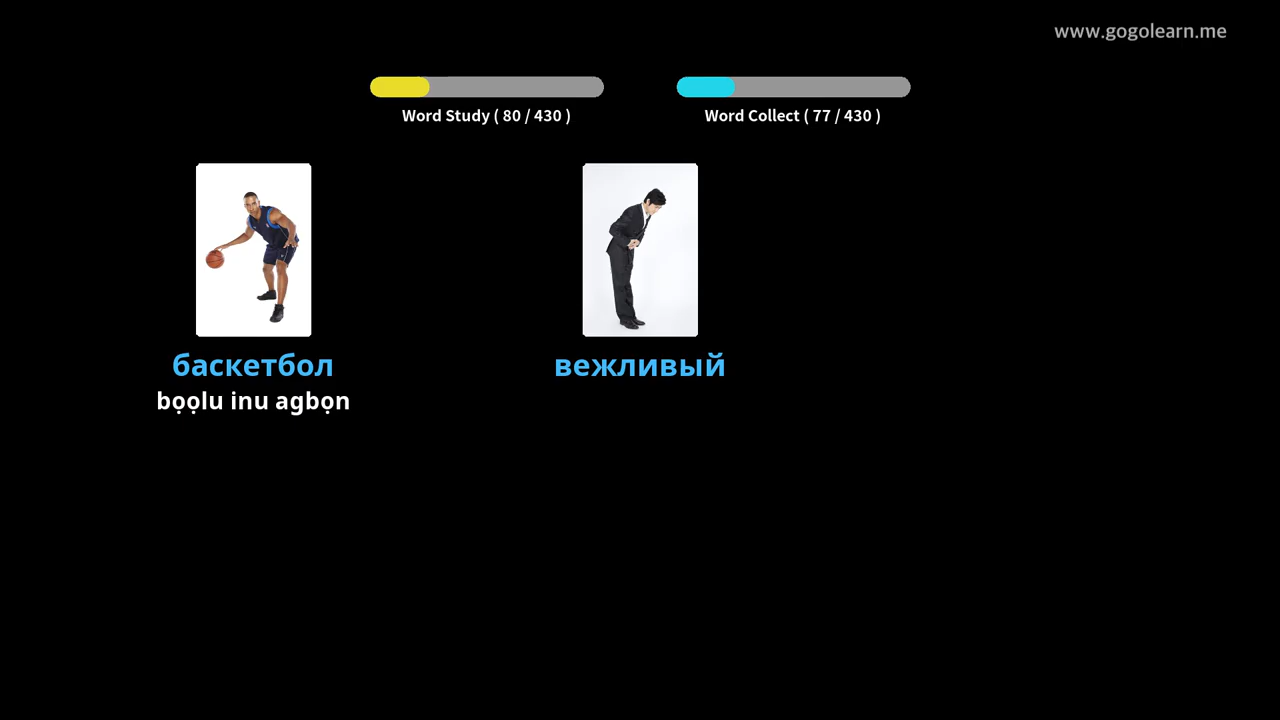 www.gogolearn.me
Word Study ( 80 / 430 )
Word Collect ( 77 / 430 )
баскетбол
bọọlu inu agbọn
вежливый